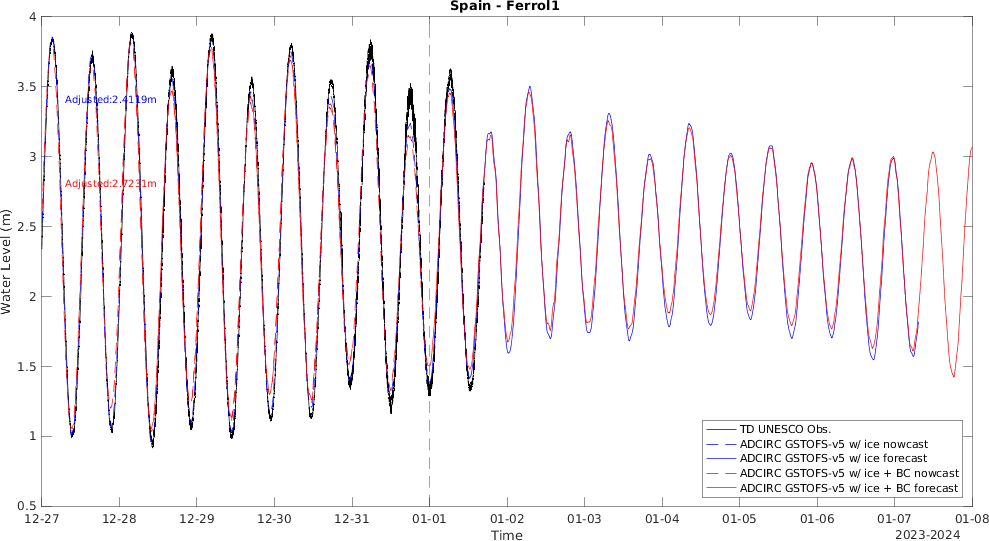 Spain - Ferrol1
4
3.5
3
2.5
2
1.5
1
0.5
Water Level (m)
Adjusted:2.4119m
Adjusted:2.7231m
TD UNESCO Obs.
ADCIRC GSTOFS-v5 w/ ice nowcast
ADCIRC GSTOFS-v5 w/ ice forecast
ADCIRC GSTOFS-v5 w/ ice + BC nowcast
ADCIRC GSTOFS-v5 w/ ice + BC forecast
12-27 12-28 12-29 12-30 12-31 01-01 01-02 01-03 01-04 01-05 01-06 01-07 01-08
Time
2023-2024